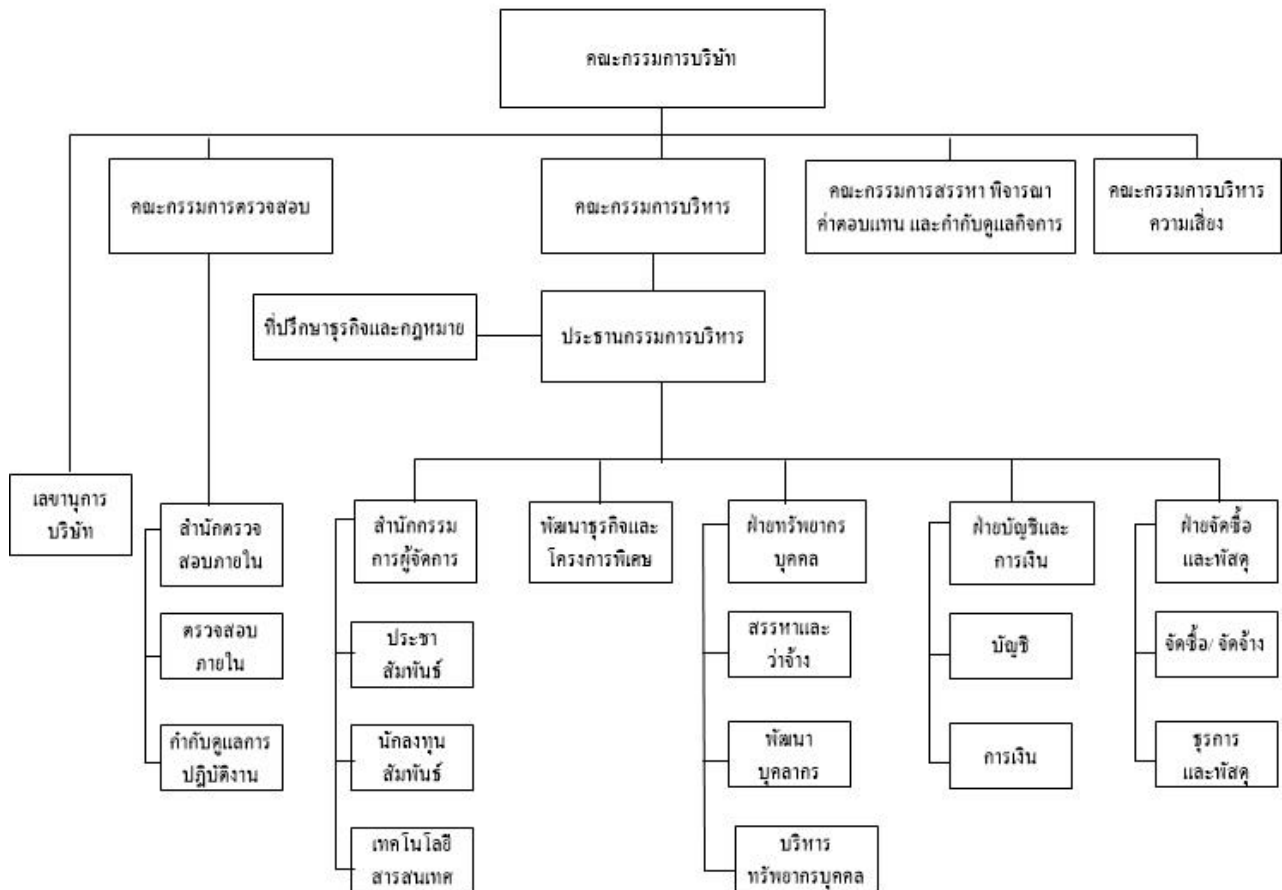 คณะกรรมการบริษัท
คณะกรรมการตรวจสอบ
คณะกรรมการบริหาร
คณะกรรมการสรรหา พิจารณา
ค่าตอบแทน และกำกับดูแลกิจการ
คณะกรรมการบริหาร
ความเสี่ยง
ที่ปรึกษาธุรกิจและกฎหมาย
ประธานกรรมการบริหาร
เลขานุการ
บริษัท
สำนักตรวจ
สอบภายใน
สำนักกรรม
การผู้จัดการ
พัฒนาธุรกิจและ
โครงการพิเศษ
ฝ่ายทรัพยากร
บุคคล
ฝ่ายบัญชีและ
การเงิน
ฝ่ายจัดซื้อ
และพัสดุ
ตรวจสอบ
ภายใน
ประชา
สัมพันธ์
สรรหาและ
ว่าจ้าง
บัญชี
จัดซื้อ/ จัดจ้าง
กำกับดูแลการ
ปฏิบัติงาน
นักลงทุน
สัมพันธ์
พัฒนา
บุคลากร
การเงิน
ธุรการ
และพัสดุ
เทคโนโลยี
สารสนเทศ
บริหาร
ทรัพยากรบุคคล